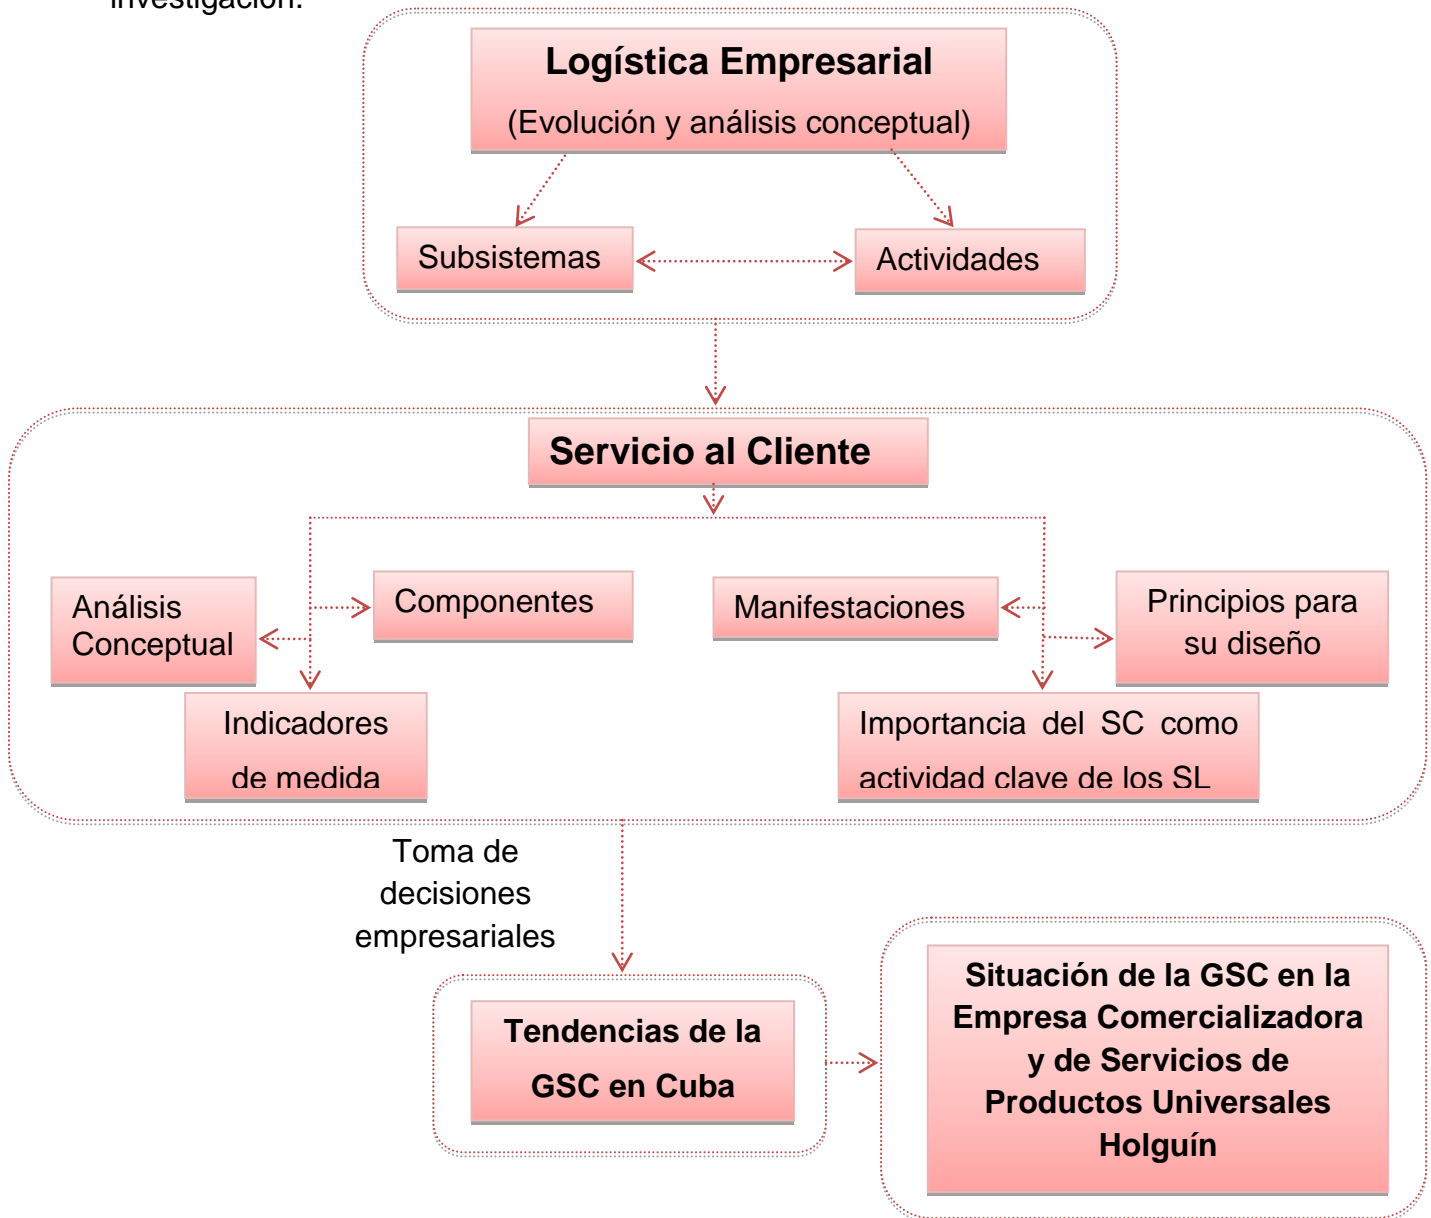 investigación.
Logística Empresarial
(Evolución y análisis conceptual)
Subsistemas
Actividades
Servicio al Cliente
Análisis
Conceptual
Componentes
Manifestaciones
Principios para
su diseño
Indicadores
de medida
Importancia del SC como
actividad clave de los SL
Toma de
decisiones
empresariales
Tendencias de la
GSC en Cuba
Situación de la GSC en la
Empresa Comercializadora
y de Servicios de
Productos Universales
Holguín